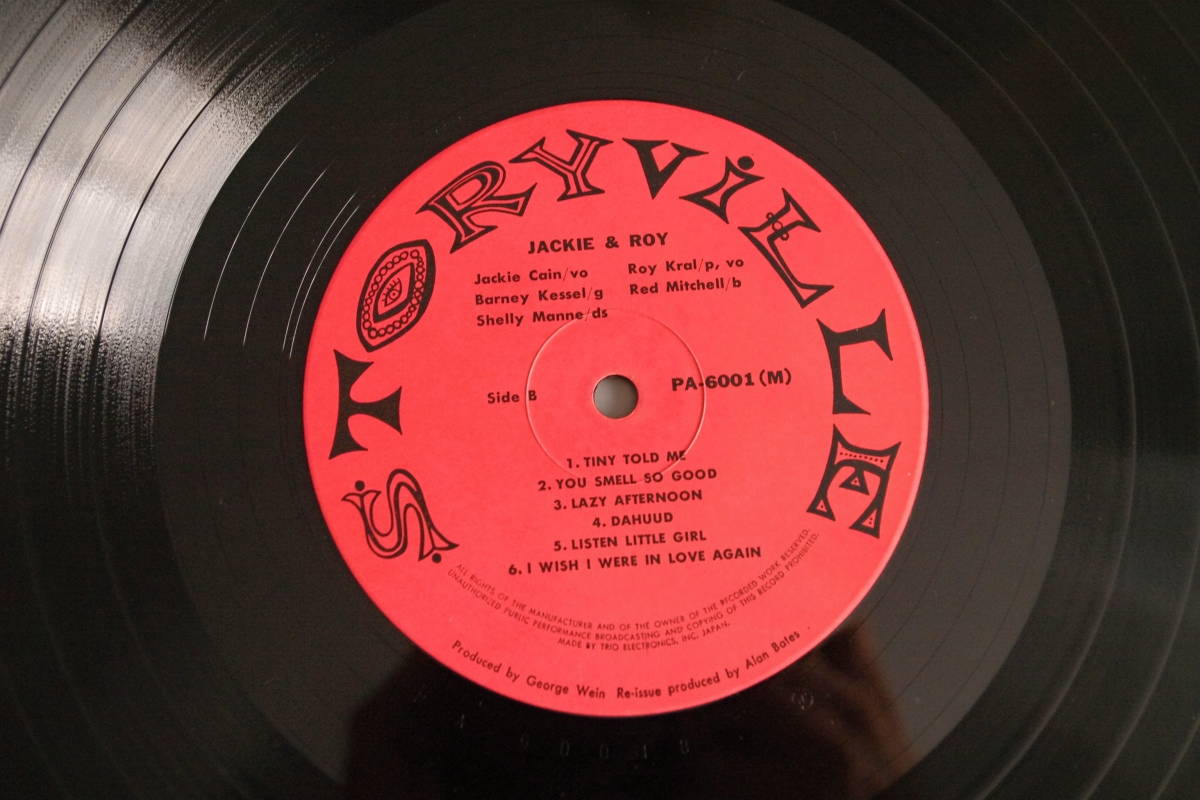 STORYVILLE
JACKIE & ROY
Jackie Cain/vo Roy Kral/p, vo
Barney Kessel/g Red Mitchell/b
Shelly Manne/ds
Side B PA-6001 (M)
1. TINY TOLD ME
2. YOU SMELL SO GOOD
3. LAZY AFTERNOON
4. DAHUUD
5. LISTEN LITTLE GIRL
6. I WISH I WERE IN LOVE AGAIN
ALL RIGHTS OF THE MANUFACTURER AND OF THE OWNER OF THE RECORDED WORK RESERVED.
UNAUTHORIZED PUBLIC PERFORMANCE BROADCASTING AND COPYING OF THIS RECORD PROHIBITED.
MADE BY TRIO ELECTRONICS, INC. JAPAN.
Produced by George Wein Re-issue produced by Alan Bates